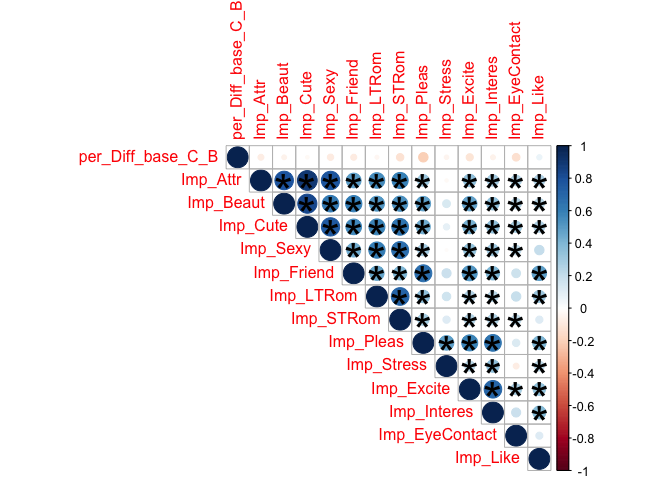 per_Diff_base_C_B
Imp_Attr
Imp_Beaut
Imp_Cute
Imp_Sexy
Imp_Friend
Imp_LTRom
Imp_STRom
Imp_Pleas
Imp_Stress
Imp_Excite
Imp_Interes
Imp_EyeContact
Imp_Like
per_Diff_base_C_B
Imp_Attr
Imp_Beaut
Imp_Cute
Imp_Sexy
Imp_Friend
Imp_LTRom
Imp_STRom
Imp_Pleas
Imp_Stress
Imp_Excite
Imp_Interes
Imp_EyeContact
Imp_Like
1
0.8
0.6
0.4
0.2
0
-0.2
-0.4
-0.6
-0.8
-1